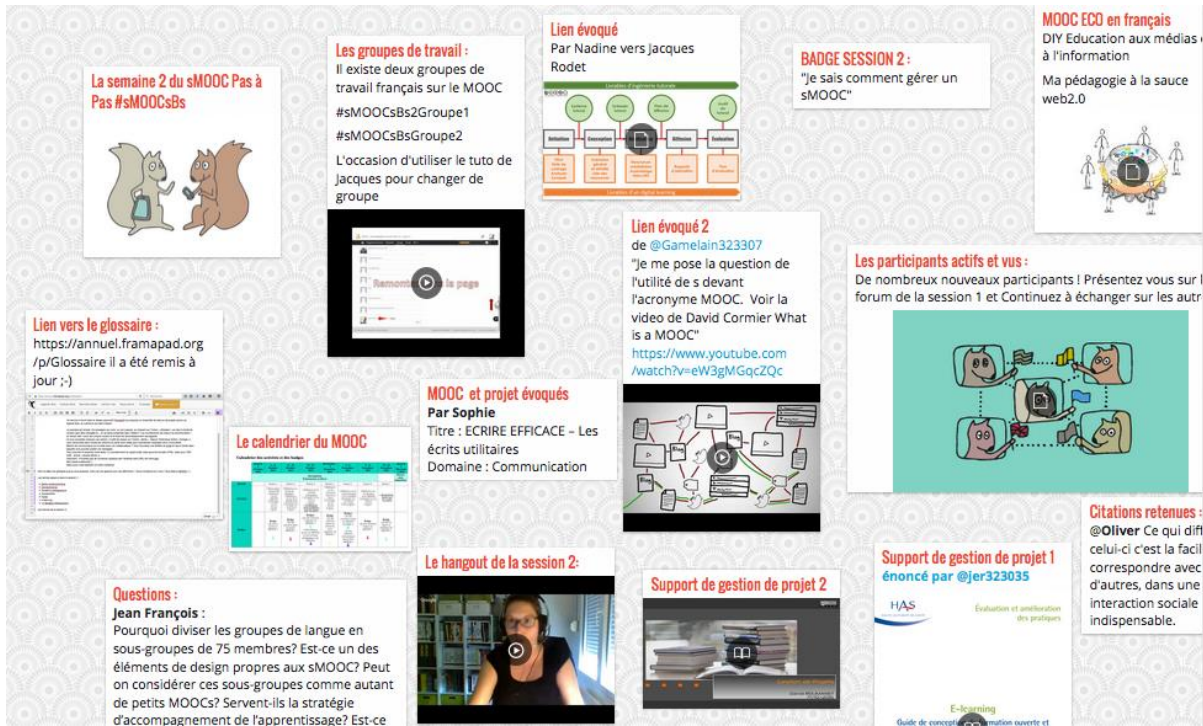 La semaine 2 du sMOOC Pas à
Pas #sMOOCsBs
Les groupes de travail :
Il existe deux groupes de
travail français sur le MOOC
#sMOOCsBs2Groupe1
#sMOOCsBsGroupe2
L'occasion d'utiliser le tuto de
Jacques pour changer de
groupe
Lien évoqué
Par Nadine vers Jacques
Rodet
Définition
Conception
Diffusion
Évaluation
BADGE SESSION 2 :
"Je sais comment gérer un
sMOOC"
MOOC ECO en français
DIY Education aux médias
à l'information
Ma pédagogie à la sauce
web2.0
Lien vers le glossaire :
https://annuel.framapad.org
/p/Glossaire il a été remis à
jour ;-)
Le calendrier du MOOC
MOOC et projet évoqués
Par Sophie
Titre : ECRIRE EFFICACE – Les
écrits utilitaires
Domaine : Communication
Lien évoqué 2
de @Gamelain323307
"Je me pose la question de
l'utilité de s devant
l'acronyme MOOC. Voir la
video de David Cormier What
is a MOOC"
https://www.youtube.com
/watch?v=eW3gMGqcZQc
Blog
Blog
Blog
Les participants actifs et vus :
De nombreux nouveaux participants ! Présentez vous sur l
forum de la session 1 et Continuez à échanger sur les autr
Questions :
Jean François :
Pourquoi diviser les groupes de langue en
sous-groupes de 75 membres? Est-ce un des
éléments de design propres aux sMOOC? Peut
on considérer ces sous-groupes comme autant
de petits MOOCs? Servent-ils la stratégie
d'accompagnement de l'apprentissage? Est-ce
Le hangout de la session 2:
Support de gestion de projet 2
Support de gestion de projet 1
énoncé par @jer323035
HAS
Évaluation et amélioration
des pratiques
E-learning
Guide de ouverte et
Citations retenues :
@Oliver Ce qui diff
celui-ci c'est la facil
correspondre avec
d'autres, dans une
interaction sociale
indispensable.